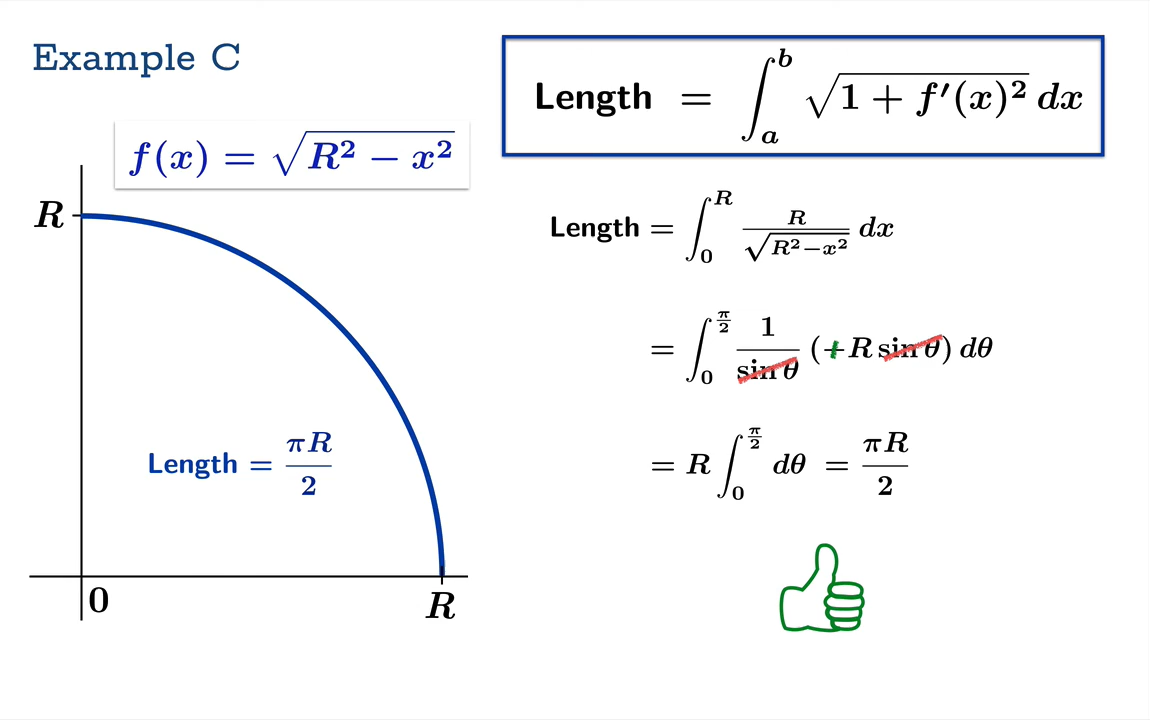 Example C
Length = ∫_a^b √(1 + f′(x)²) dx
f(x) = √(R² − x²)
R
Length = ∫_0^R R/√(R²−x²) dx
= ∫_0^{π/2} 1/(sin θ) (+R sin θ) dθ
= R ∫_0^{π/2} dθ = πR/2
Length = πR/2
0
R